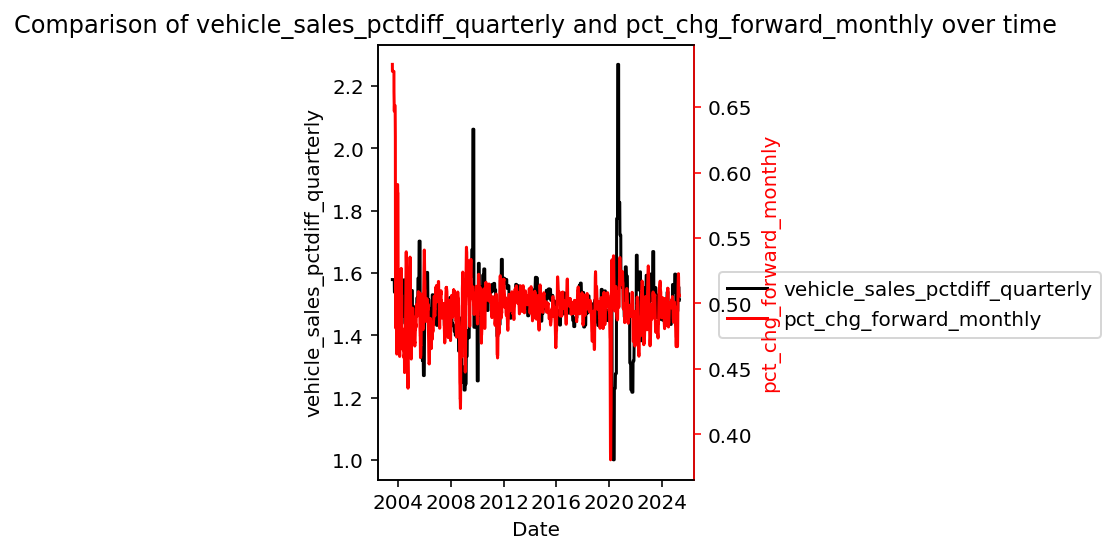 Comparison of vehicle_sales_pctdiff_quarterly and pct_chg_forward_monthly over time
vehicle_sales_pctdiff_quarterly
2.2
2.0
1.8
1.6
1.4
1.2
1.0
2004 2008 2012 2016 2020 2024
Date
0.65
0.60
0.55
0.50
0.45
0.40
pct_chg_forward_monthly
vehicle_sales_pctdiff_quarterly
pct_chg_forward_monthly